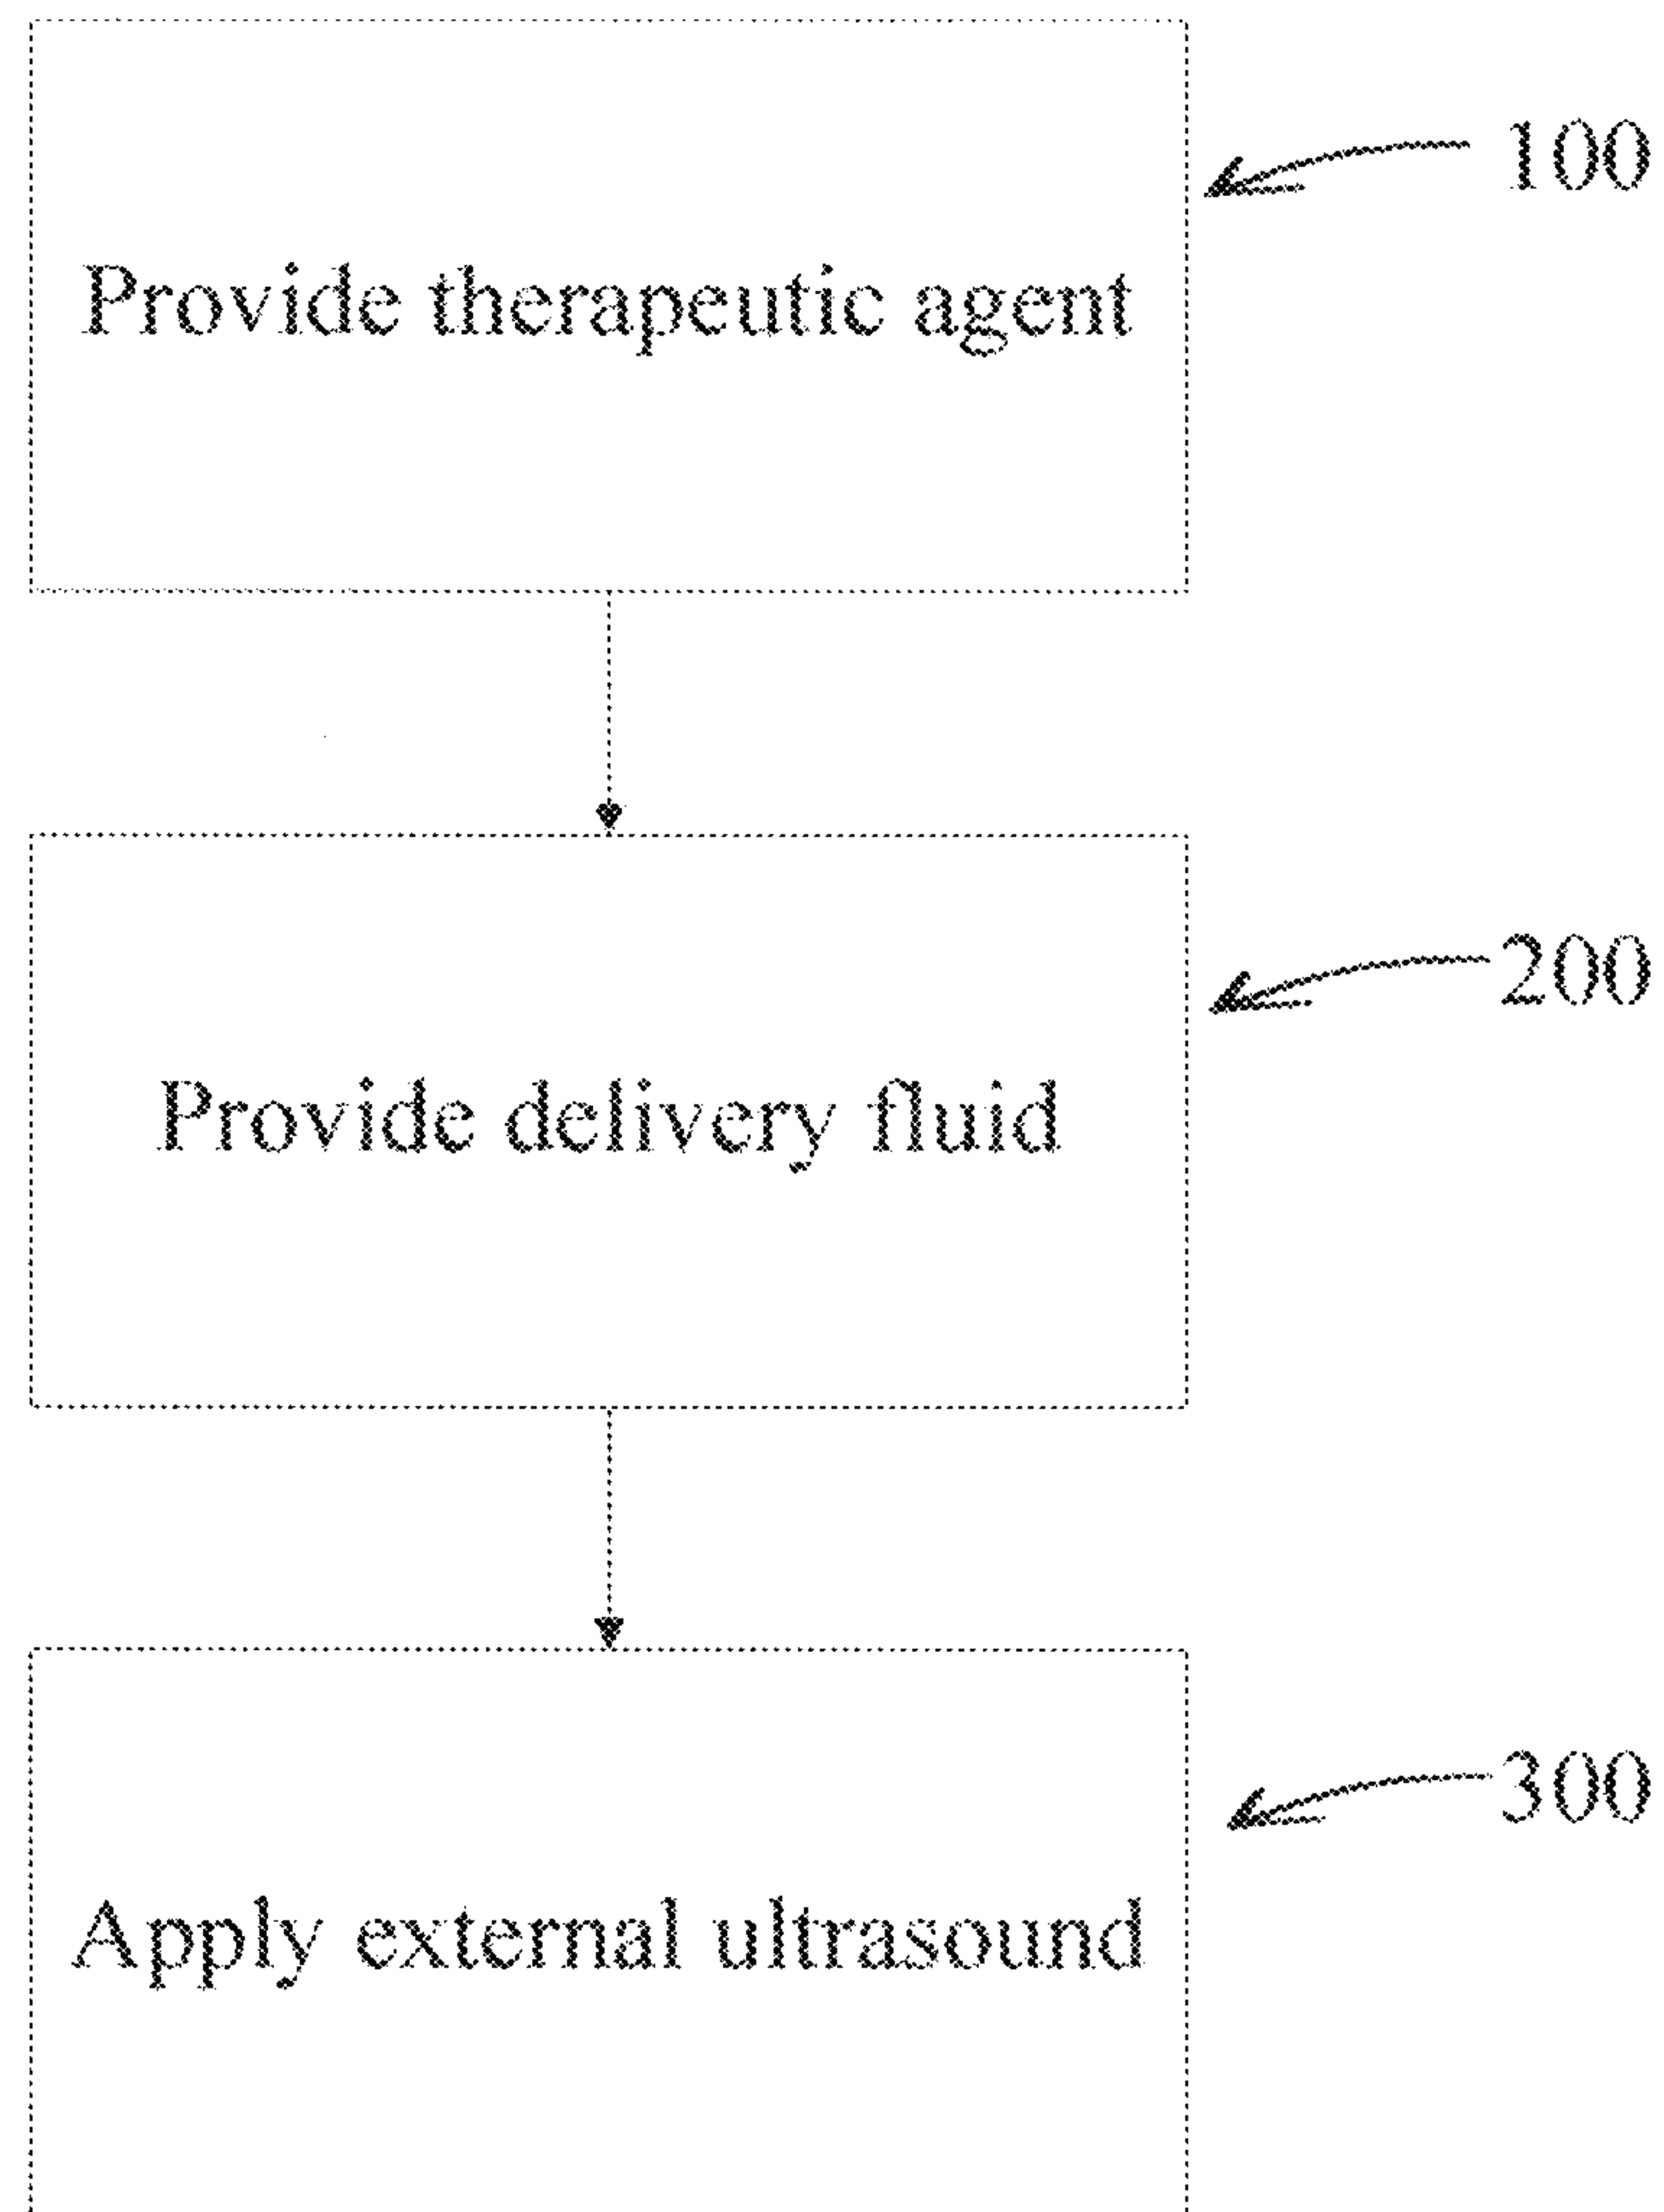 100
Provide therapeutic agent
200
Provide delivery fluid
300
Apply external ultrasound